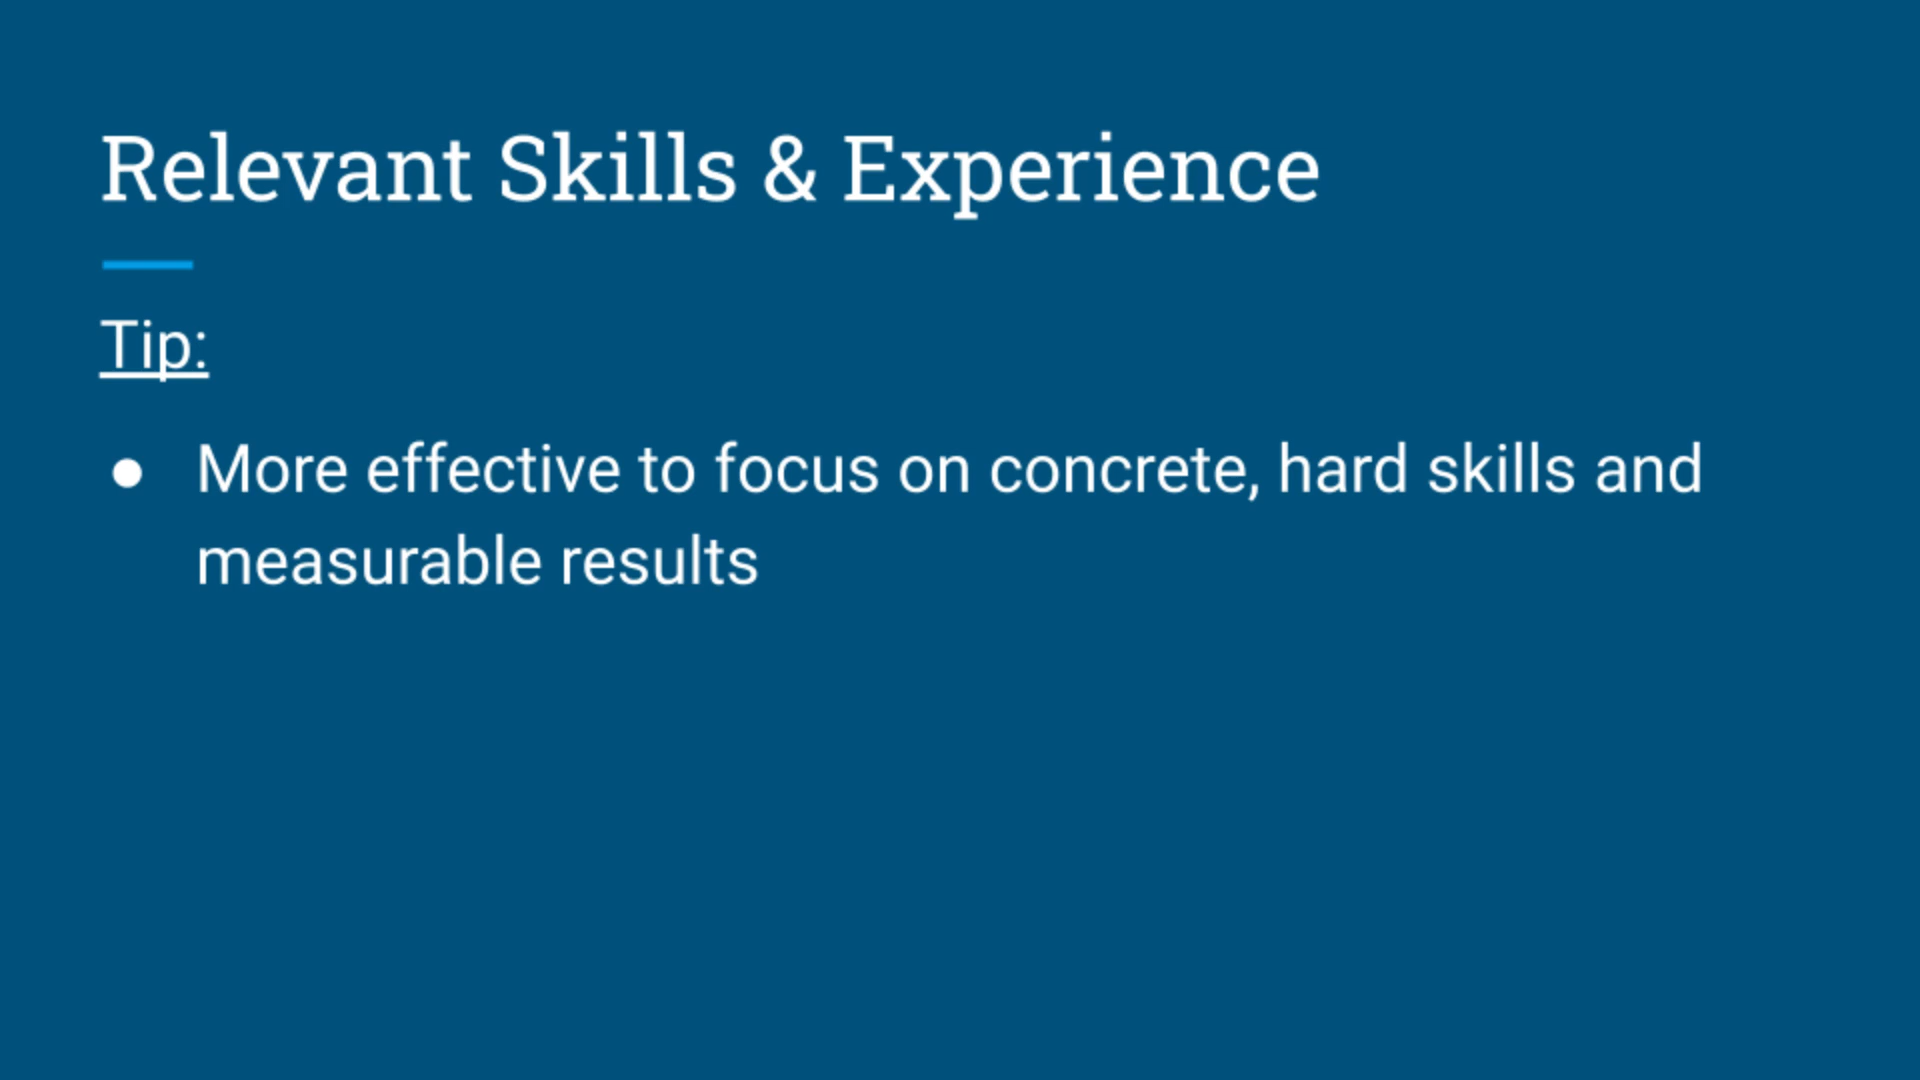 Relevant Skills & Experience
Tip:
● More effective to focus on concrete, hard skills and
measurable results